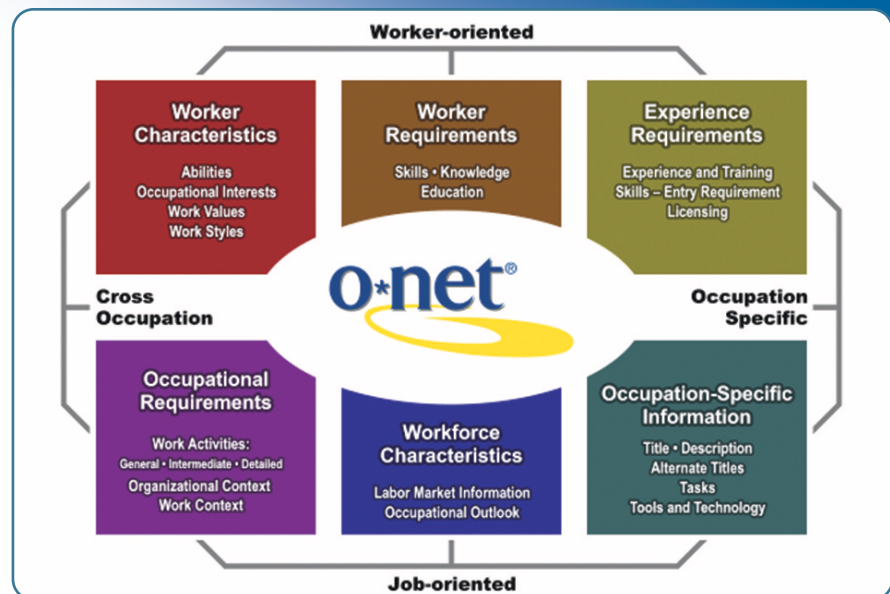 Worker-oriented
Worker
Characteristics
Abilities
Occupational Interests
Work Values
Work Styles
Worker
Requirements
Skills • Knowledge
Education
Experience
Requirements
Experience and Training
Skills – Entry Requirement
Licensing
Cross
Occupation
o*net®
Occupation
Specific
Occupational
Requirements
Work Activities:
General • Intermediate • Detailed
Organizational Context
Work Context
Workforce
Characteristics
Labor Market Information
Occupational Outlook
Occupation-Specific
Information
Title • Description
Alternate Titles
Tasks
Tools and Technology
Job-oriented